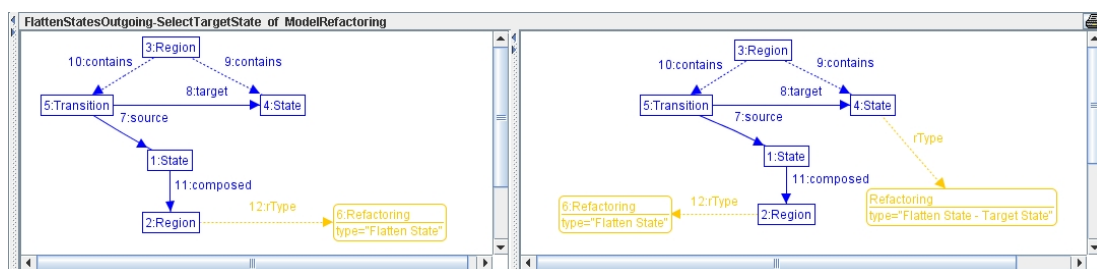 FlattenStatesOutgoing-SelectTargetState of ModelRefactoring
3:Region
10:contains
9:contains
8:target
5:Transition
4:State
7:source
1:State
11:composed
12:rType
2:Region
6:Refactoring
type="Flatten State"
3:Region
10:contains
9:contains
8:target
5:Transition
4:State
7:source
rType
1:State
11:composed
6:Refactoring
type="Flatten State"
12:rType
2:Region
Refactoring
type="Flatten State - Target State"